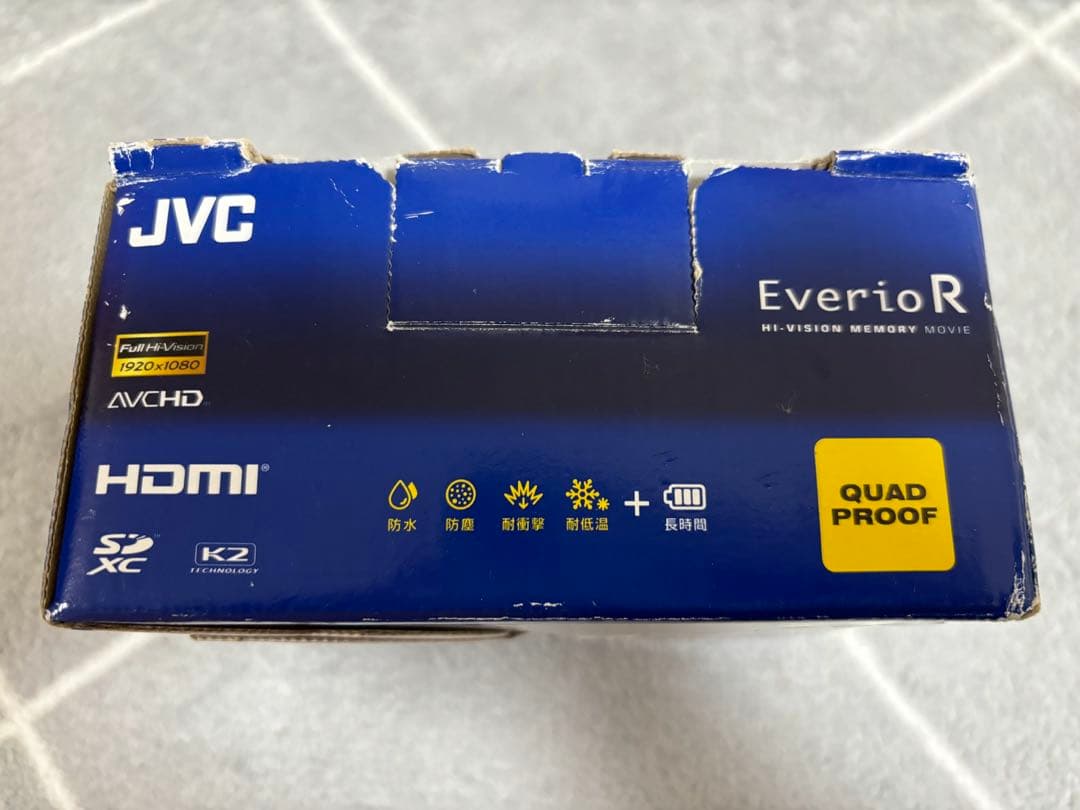 JVC
Everio R
HI-VISION MEMORY MOVIE
Full Hi-Vision
1920x1080
AVCHD
HDMI®
防水
防塵
耐衝撃
耐低温
+
長時間
QUAD
PROOF
SD
XC
K2
TECHNOLOGY